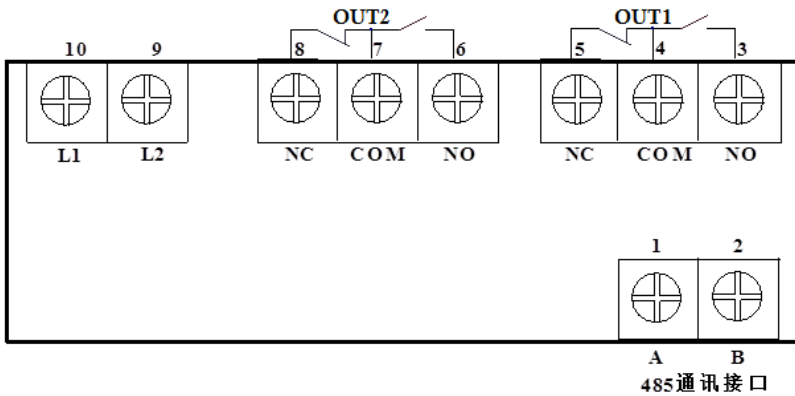 OUT2 OUT1
10 9 8 7 6 5 4 3
L1 L2 NC COM NO NC COM NO
1 2
A B
485通讯接口